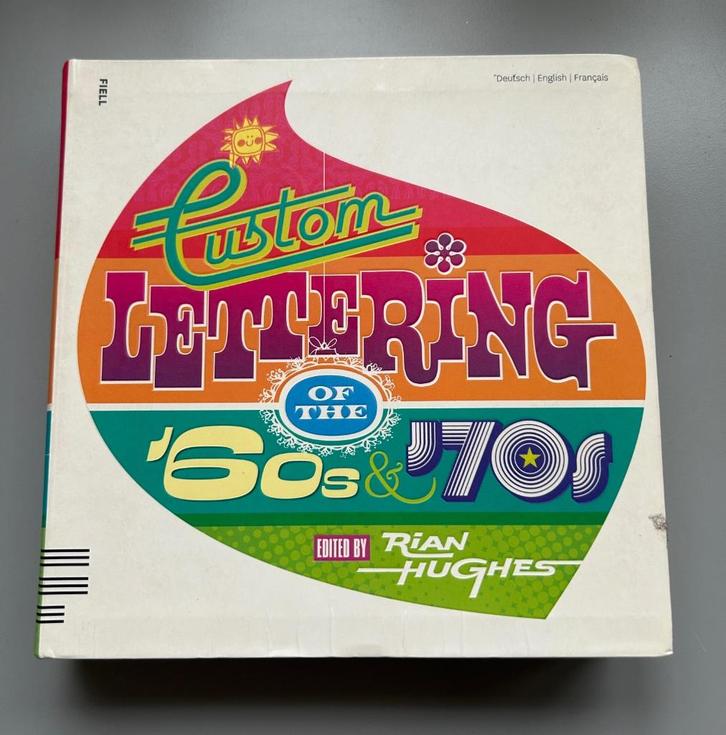 FIELL
Deutsch | English | Français
Custom
LETTERING
OF THE
'60s & '70s
EDITED BY RiAN
HUGHES